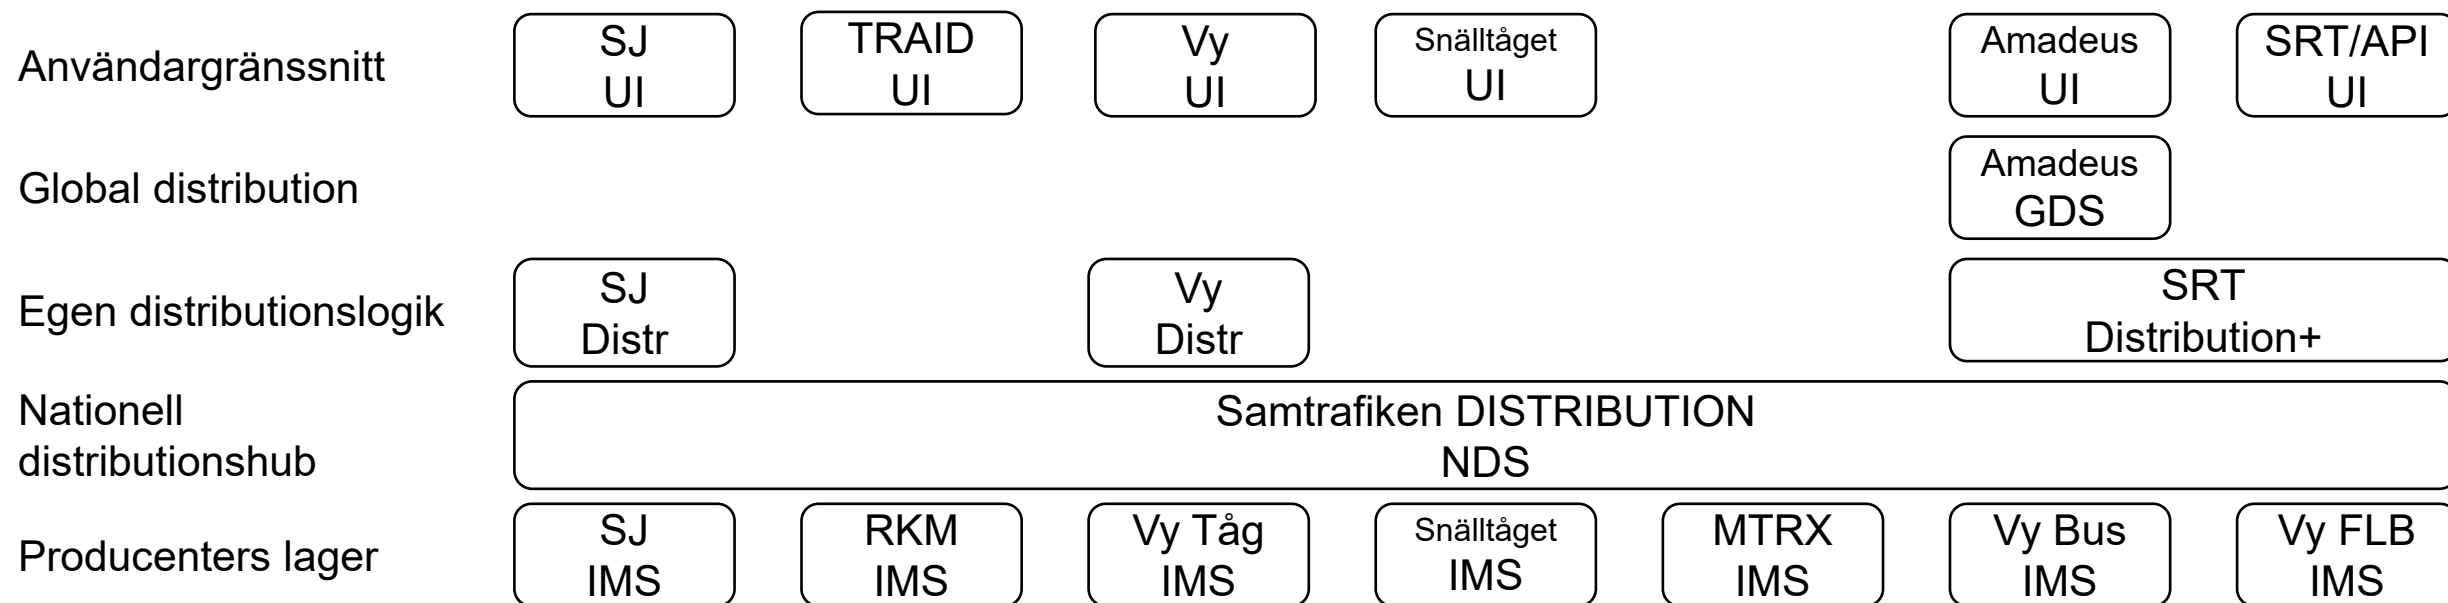 Användargränssnitt
SJ
UI
TRAID
UI
Vy
UI
Snälltåget
UI
Amadeus
UI
SRT/API
UI
Global distribution
Amadeus
GDS
Egen distributionslogik
SJ
Distr
Vy
Distr
SRT
Distribution+
Nationell
distributionshub
Samtrafiken DISTRIBUTION
NDS
Producenters lager
SJ
IMS
RKM
IMS
Vy Tåg
IMS
Snälltåget
IMS
MTRX
IMS
Vy Bus
IMS
Vy FLB
IMS